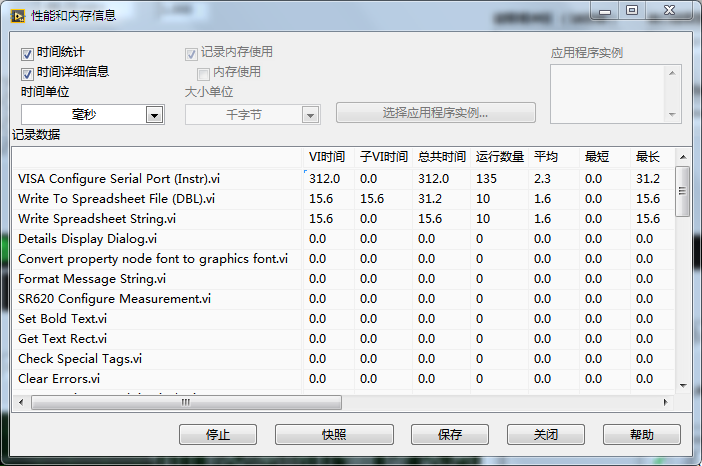 性能和内存信息
时间统计
时间详细信息
时间单位
毫秒
记录内存使用
内存使用
大小单位
千字节
选择应用程序实例...
应用程序实例
记录数据
VI时间 子VI时间 总共时间 运行数量 平均 最短 最长
VISA Configure Serial Port (Instr).vi 312.0 0.0 312.0 135 2.3 0.0 31.2
Write To Spreadsheet File (DBL).vi 15.6 15.6 31.2 10 1.6 0.0 15.6
Write Spreadsheet String.vi 15.6 0.0 15.6 10 1.6 0.0 15.6
Details Display Dialog.vi 0.0 0.0 0.0 0 0.0 0.0 0.0
Convert property node font to graphics font.vi 0.0 0.0 0.0 0 0.0 0.0 0.0
Format Message String.vi 0.0 0.0 0.0 0 0.0 0.0 0.0
SR620 Configure Measurement.vi 0.0 0.0 0.0 0 0.0 0.0 0.0
Set Bold Text.vi 0.0 0.0 0.0 0 0.0 0.0 0.0
Get Text Rect.vi 0.0 0.0 0.0 0 0.0 0.0 0.0
Check Special Tags.vi 0.0 0.0 0.0 0 0.0 0.0 0.0
Clear Errors.vi 0.0 0.0 0.0 0 0.0 0.0 0.0
停止 快照 保存 关闭 帮助